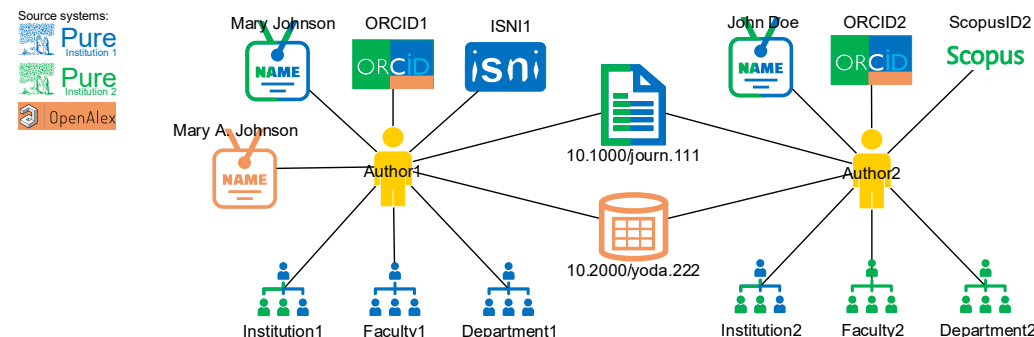 Source systems:
Pure
Institution 1
Pure
Institution 2
OpenAlex
Mary Johnson
ORCID1
ISNI1
John Doe
ORCID2
ScopusID2
NAME
ORCID
isni
NAME
ORCID
Scopus
Mary A. Johnson
NAME
10.1000/journ.111
Author1
Author2
10.2000/yoda.222
Institution1
Faculty1
Department1
Institution2
Faculty2
Department2